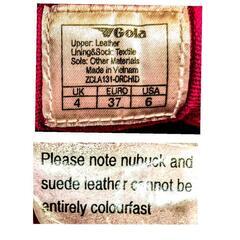 Gola
Upper: Leather
Lining&Sock: Textile
Sole: Other Materials
Made in Vietnam
ZCLA131-ORCHID
UK EURO USA
4 37 6
Please note nubuck and
suede leather cannot be
entirely colourfast